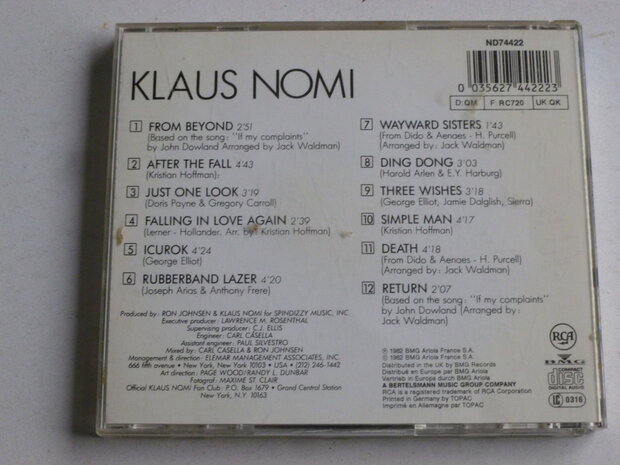 KLAUS NOMI
ND74422
0 035627 442223
D:QM F RC720 UK:QK
1 FROM BEYOND 2'51
(Based on the song: "If my complaints"
by John Dowland Arranged by Jack Waldman)
2 AFTER THE FALL 4'43
(Kristian Hoffman):
3 JUST ONE LOOK 3'19
(Doris Payne & Gregory Carroll)
4 FALLING IN LOVE AGAIN 2'39
(Lerner - Hollander. Arr. by Kristian Hoffman)
5 ICUROK 4'24
(George Elliot)
6 RUBBERBAND LAZER 4'20
(Joseph Arias & Anthony Frere)
7 WAYWARD SISTERS 1'43
(From Dido & Aenaes - H. Purcell)
(Arranged by: Jack Waldman)
8 DING DONG 3'03
(Harold Arlen & E.Y. Harburg)
9 THREE WISHES 3'18
(George Elliot, Jamie Dalglish, Sierra)
10 SIMPLE MAN 4'17
(Kristian Hoffman)
11 DEATH 4'18
(From Dido & Aenaes - H. Purcell)
(Arranged by: Jack Waldman)
12 RETURN 2'07
(Based on the song: "If my complaints"
by John Dowland (Arranged by:
Jack Waldman)
Produced by: RON JOHNSEN & KLAUS NOMI for SPINDIZZY MUSIC, INC.
Executive producer: LAWRENCE M. ROSENTHAL
Supervising producer: C.J. ELLIS
Engineer: CARL CASELLA
Assistent engineer: PAUL SILVESTRO
Mixed by: CARL CASELLA & RON JOHNSEN
Management & direction: ELEMAR MANAGEMENT ASSOCIATES, INC.
666 fifth avenue • New York, N.Y. 10103 • USA • (212) 246-1442
Art direction: PAGE WOOD/RANDY L. DUNBAR
Fotograf: MAXIME ST. CLAIR
Official KLAUS NOMI Fan Club: P.O. BOX 1679 • Grand Central Station
New York, N.Y. 10163
℗ 1982 BMG Ariola France S.A.
© 1982 BMG Ariola France S.A.
Distributed in the UK by BMG Records
Distribué en Europe par BMG Ariola
Vertrieb in Europa durch BMG Ariola
A BERTELSMANN MUSIC GROUP COMPANY
RCA is a registered trademark of RCA Corporation
Printed in Germany by TOPAC
Imprimé en Allemagne par TOPAC
RCA
BMG
COMPACT
disc
DIGITAL AUDIO
LC 0316